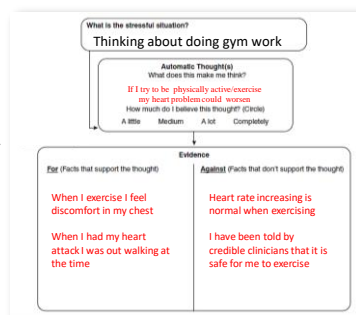 What is the stressful situation?
Thinking about doing gym work
Automatic Thought(s)
What does this make me think?
If I try to be physically active/exercise
my heart problem could worsen
How much do I believe this thought? (Circle)
A little Medium A lot Completely
Evidence
For (Facts that support the thought)
When I exercise I feel
discomfort in my chest
When I had my heart
attack I was out walking at
the time
Against (Facts that don't support the thought)
Heart rate increasing is
normal when exercising
I have been told by
credible clinicians that it is
safe for me to exercise